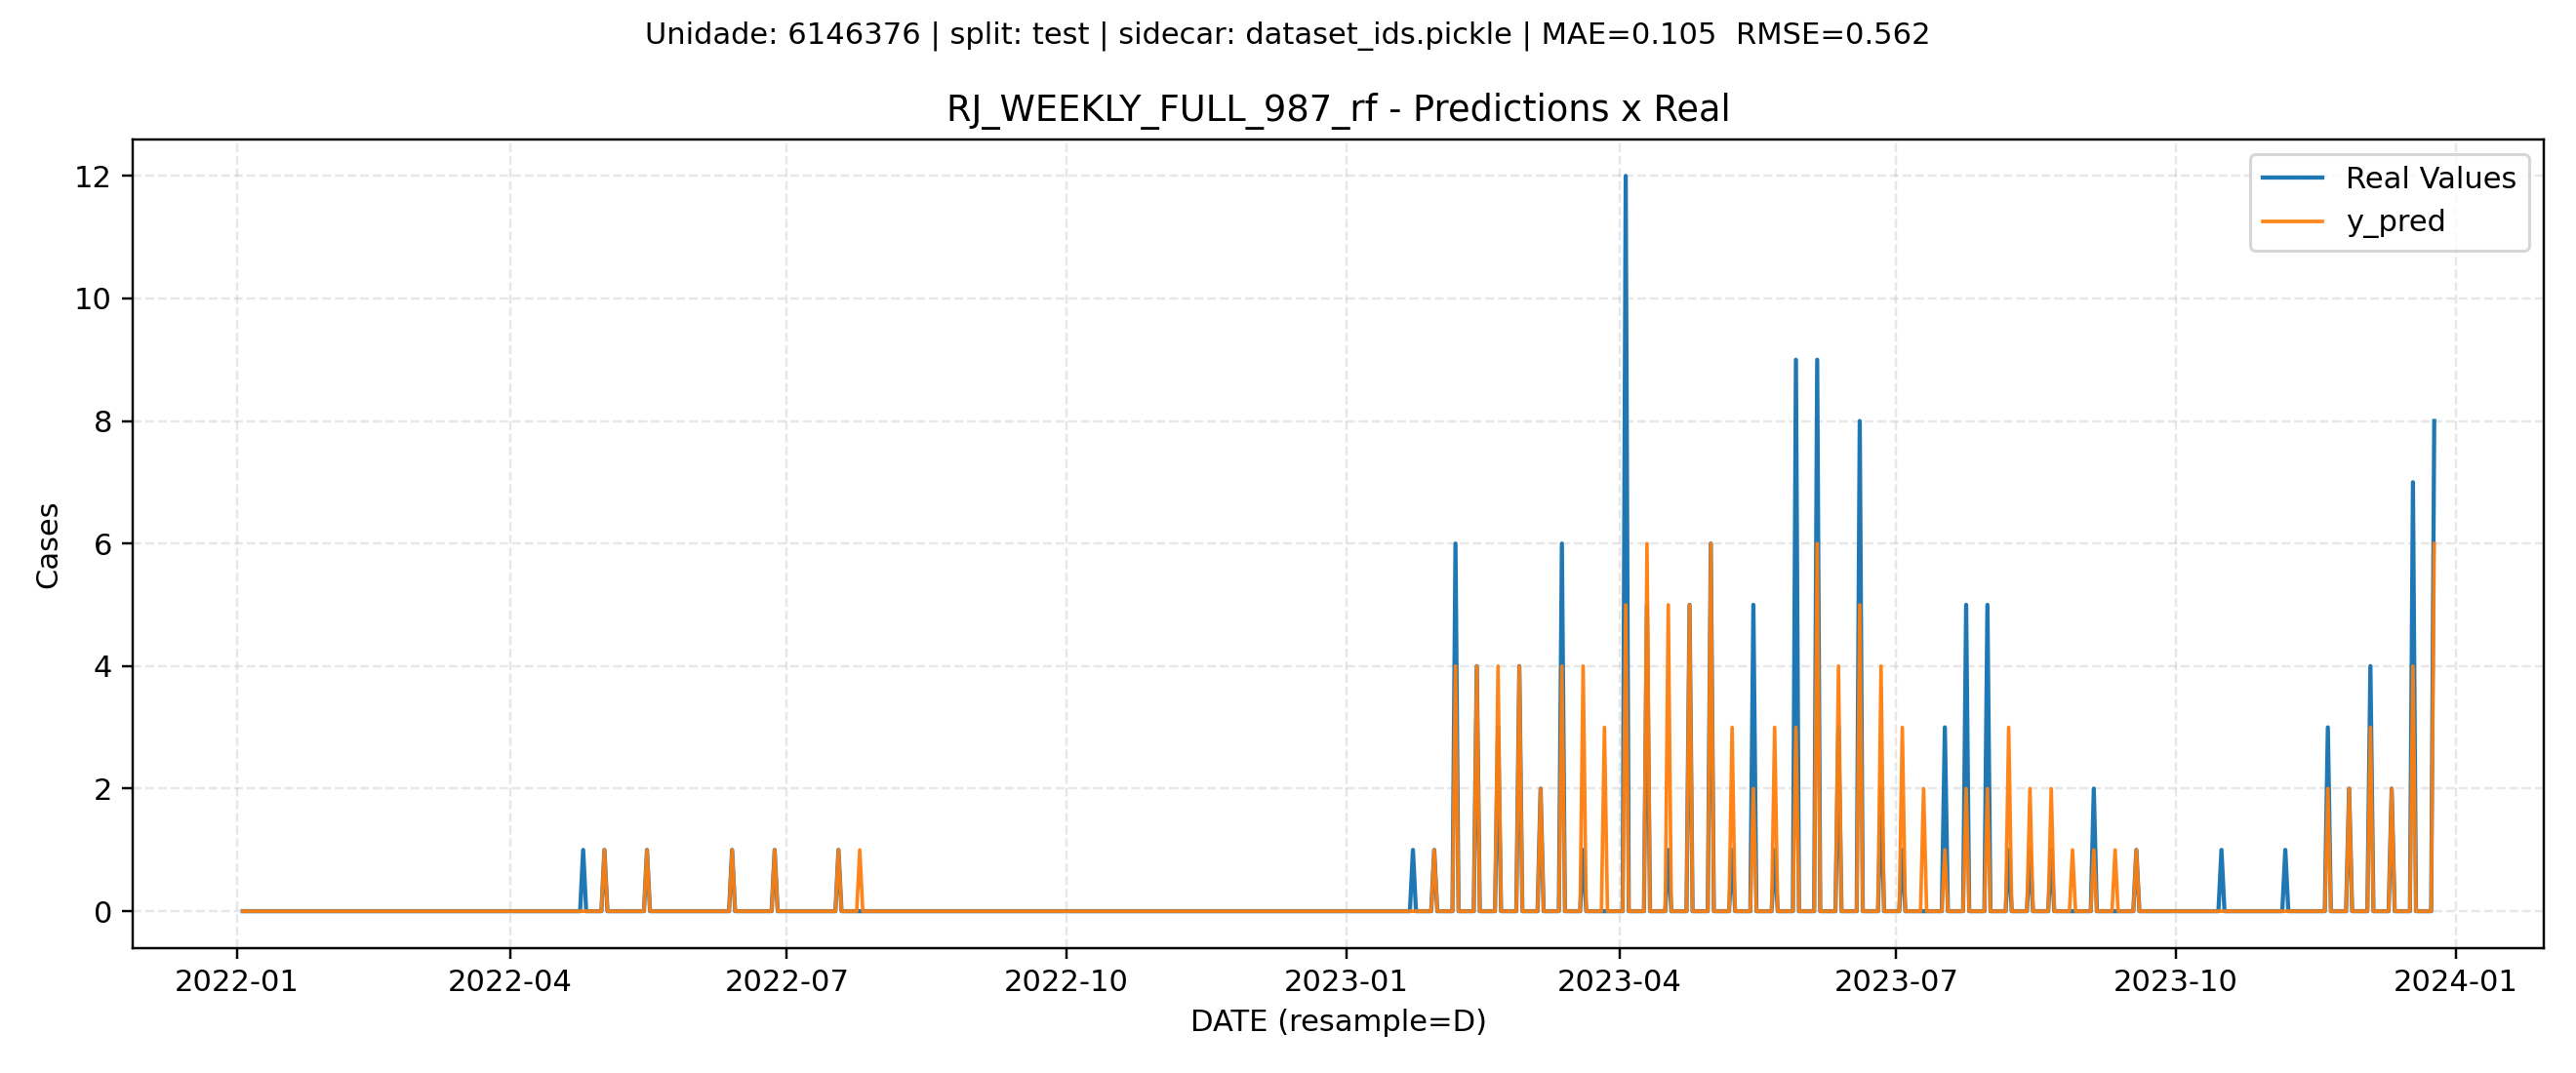 Unidade: 6146376 | split: test | sidecar: dataset_ids.pickle | MAE=0.105  RMSE=0.562
RJ_WEEKLY_FULL_987_rf - Predictions x Real
Real Values
y_pred
Cases
12
10
8
6
4
2
0
2022-01
2022-04
2022-07
2022-10
2023-01
2023-04
2023-07
2023-10
2024-01
DATE (resample=D)